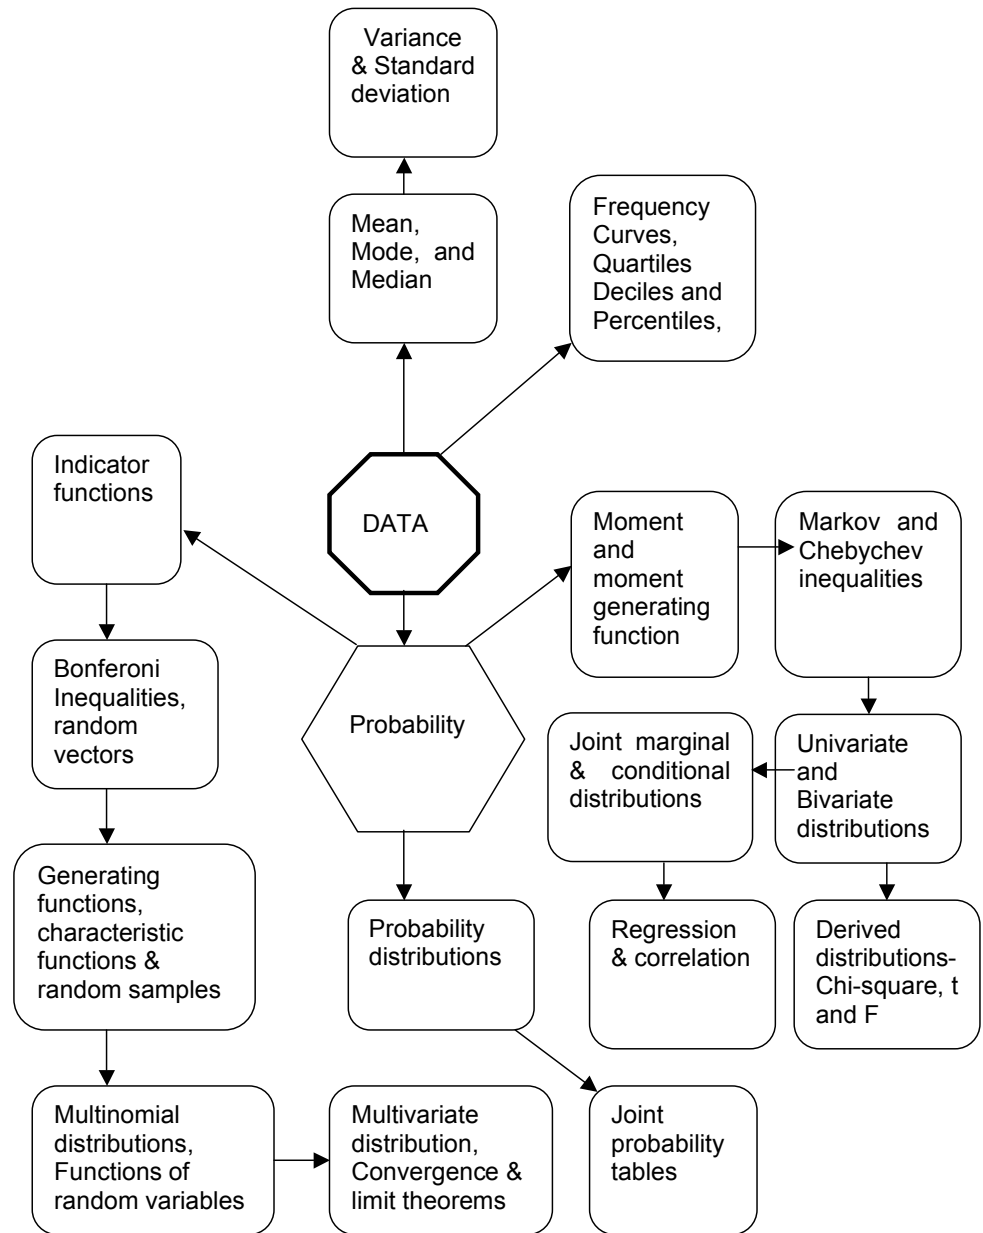 Variance
& Standard
deviation
Mean,
Mode, and
Median
Frequency
Curves,
Quartiles
Deciles and
Percentiles,
Indicator
functions
DATA
Moment
and
moment
generating
function
Markov and
Chebychev
inequalities
Bonferoni
Inequalities,
random
vectors
Probability
Joint marginal
& conditional
distributions
Univariate
and
Bivariate
distributions
Generating
functions,
characteristic
functions &
random samples
Probability
distributions
Regression
& correlation
Derived
distributions-
Chi-square, t
and F
Multinomial
distributions,
Functions of
random variables
Multivariate
distribution,
Convergence &
limit theorems
Joint
probability
tables